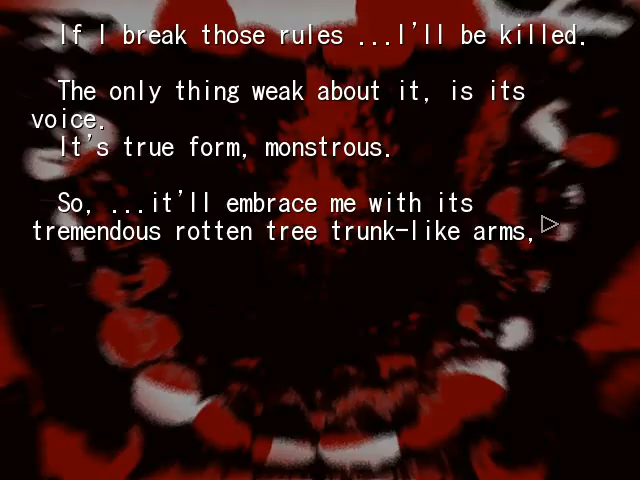 If I break those rules ...I'll be killed.
The only thing weak about it, is its
voice.
It's true form, monstrous.
So, ...it'll embrace me with its
tremendous rotten tree trunk-like arms,